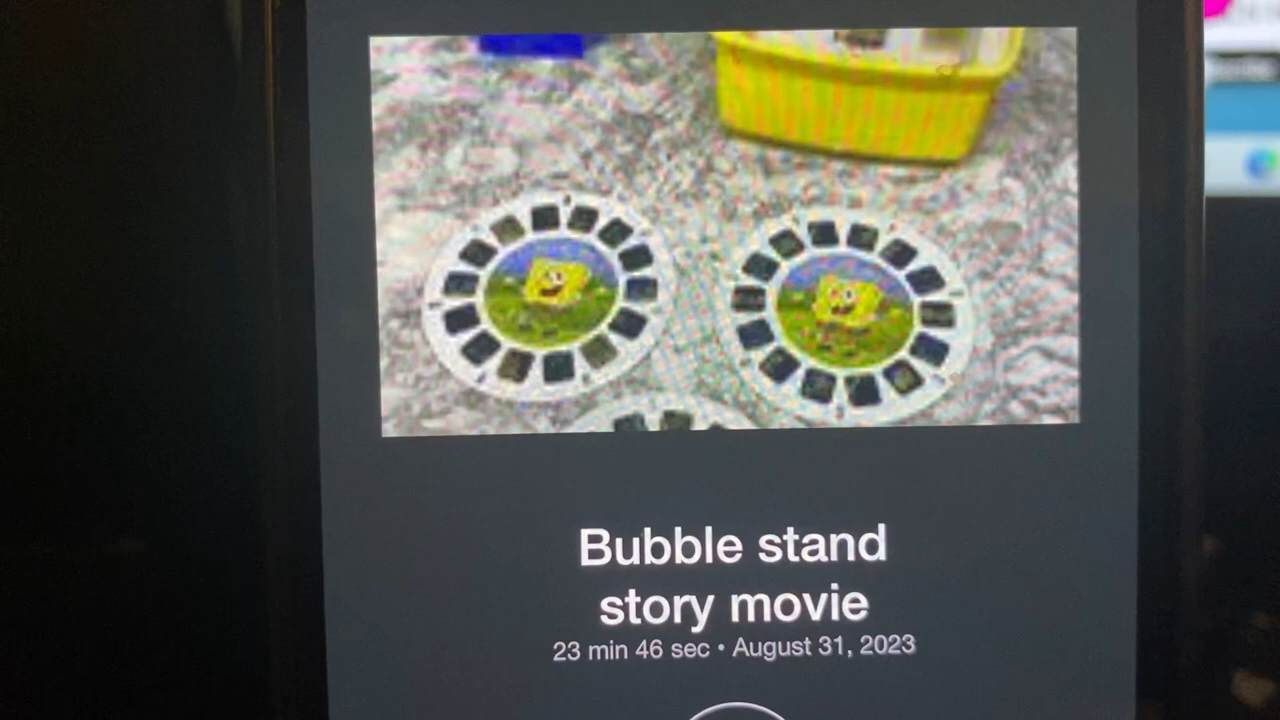 Bubble stand
story movie
23 min 46 sec • August 31, 2023